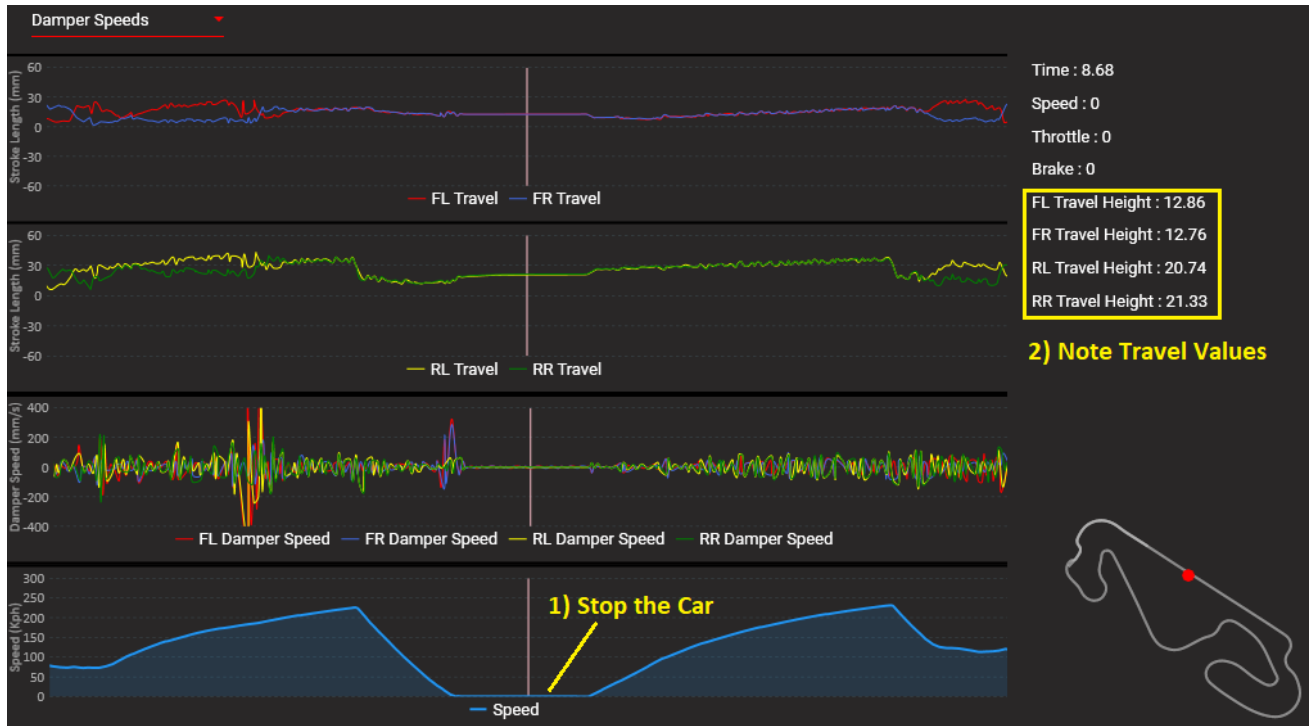 Damper Speeds
Stroke Length (mm)
60
30
0
-30
-60
FL Travel FR Travel
Stroke Length (mm)
60
30
0
-30
-60
RL Travel RR Travel
Damper Speed (mm/s)
400
200
0
-200
-400
FL Damper Speed FR Damper Speed RL Damper Speed RR Damper Speed
Speed (Kph)
300
250
200
150
100
50
0
1) Stop the Car
Speed
Time : 8.68
Speed : 0
Throttle : 0
Brake : 0
FL Travel Height : 12.86
FR Travel Height : 12.76
RL Travel Height : 20.74
RR Travel Height : 21.33
2) Note Travel Values